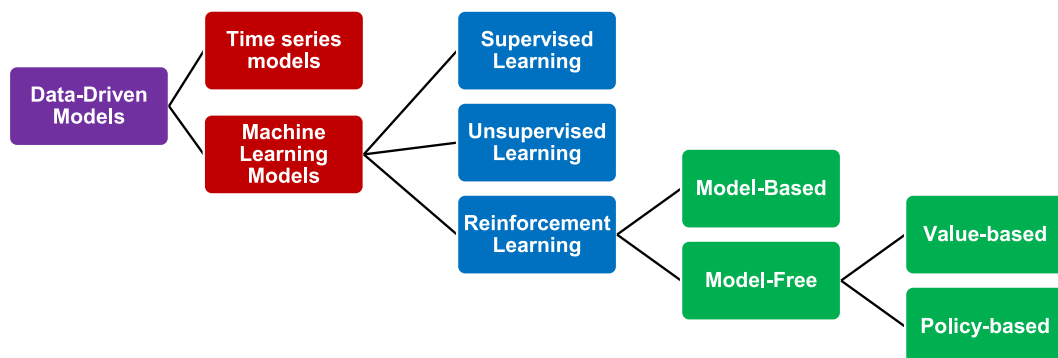 Data-Driven
Models
Time series
models
Machine
Learning
Models
Supervised
Learning
Unsupervised
Learning
Reinforcement
Learning
Model-Based
Model-Free
Value-based
Policy-based